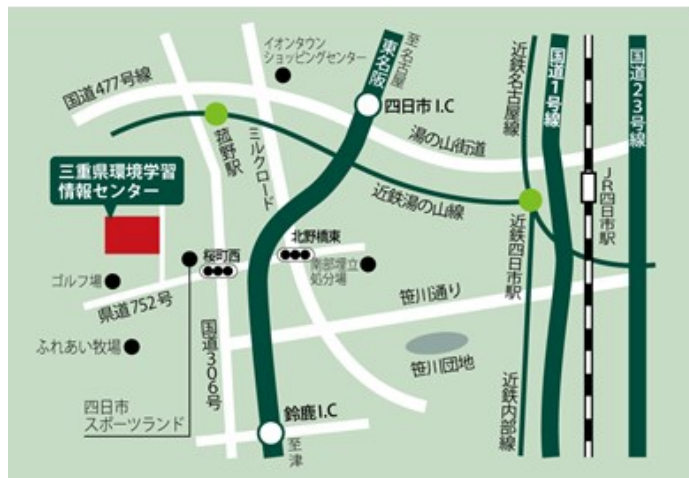 イオンタウン
ショッピングセンター
至名古屋
東名阪
近鉄名古屋線
国道1号線
国道23号線
国道477号線
四日市I.C
菰野駅
ミルクロード
湯の山街道
JR四日市駅
三重県環境学習
情報センター
近鉄湯の山線
近鉄四日市駅
北野橋東
桜町西
南部埋立
処分場
ゴルフ場
県道752号
笹川通り
ふれあい牧場
国道306号
笹川団地
四日市
スポーツランド
鈴鹿I.C
近鉄内部線
至津